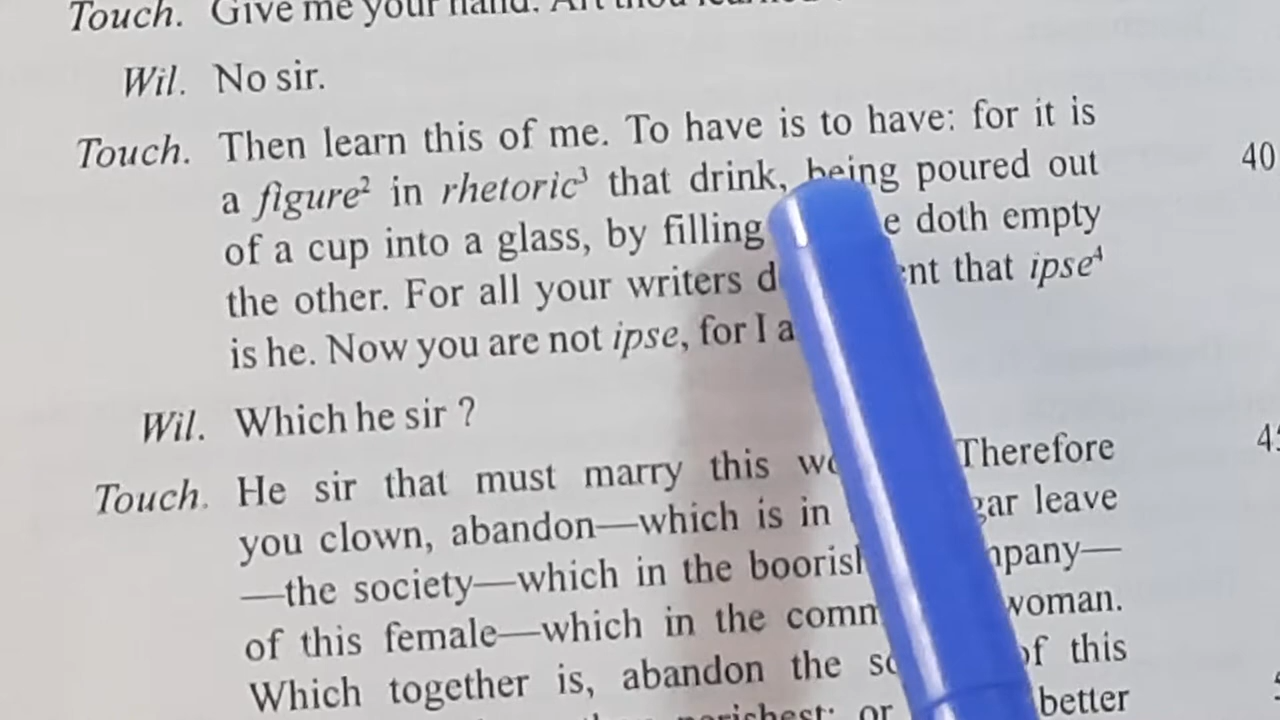 Touch. Give me your hand. Art thou learned
Wil. No sir.
Touch. Then learn this of me. To have is to have: for it is
a figure² in rhetoric³ that drink, being poured out 40
of a cup into a glass, by filling doth empty
the other. For all your writers that ipse⁴
is he. Now you are not ipse, for I
Wil. Which he sir ?
Touch. He sir that must marry this Therefore
you clown, abandon—which is in leave
—the society—which in the boorish
of this female—which in the woman.
Which together is, abandon the of this
or better